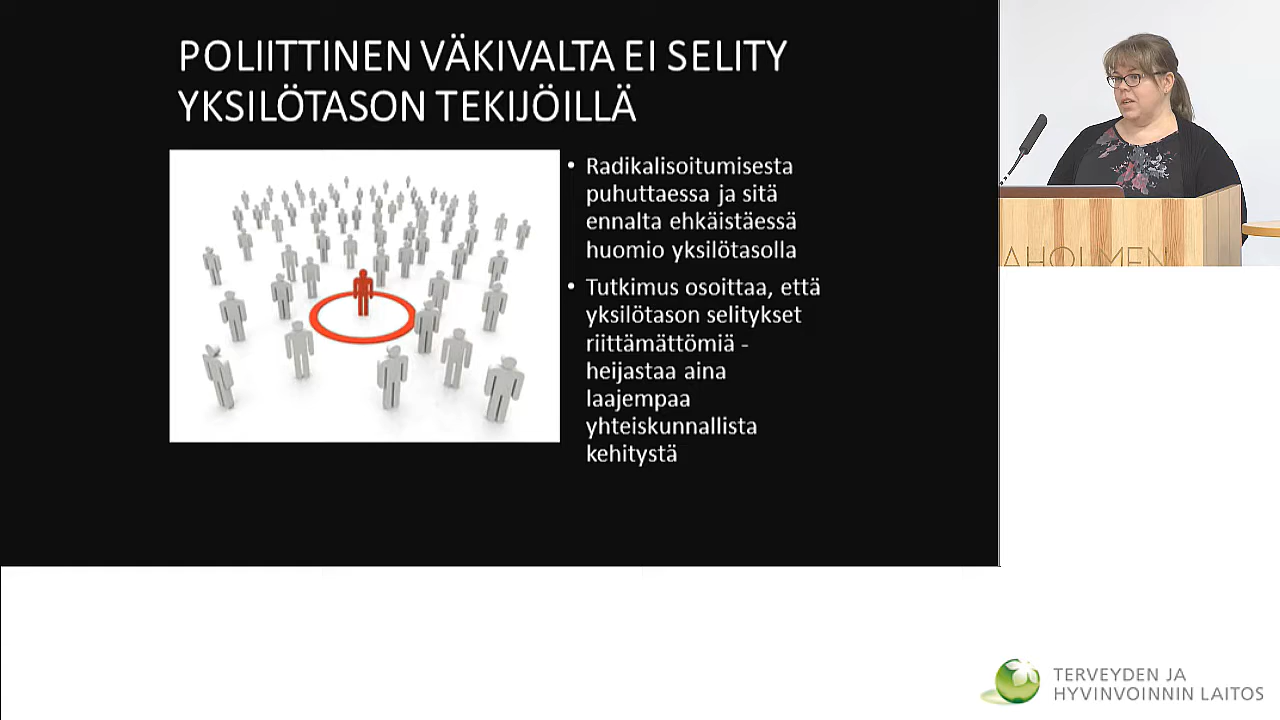 POLIITTINEN VÄKIVALTA EI SELITY
YKSILÖTASON TEKIJÖILLÄ
• Radikalisoitumisesta
puhuttaessa ja sitä
ennalta ehkäistäessä
huomio yksilötasolla
• Tutkimus osoittaa, että
yksilötason selitykset
riittämättömiä -
heijastaa aina
laajempaa
yhteiskunnallista
kehitystä
AHOLMEN
TERVEYDEN JA
HYVINVOINNIN LAITOS